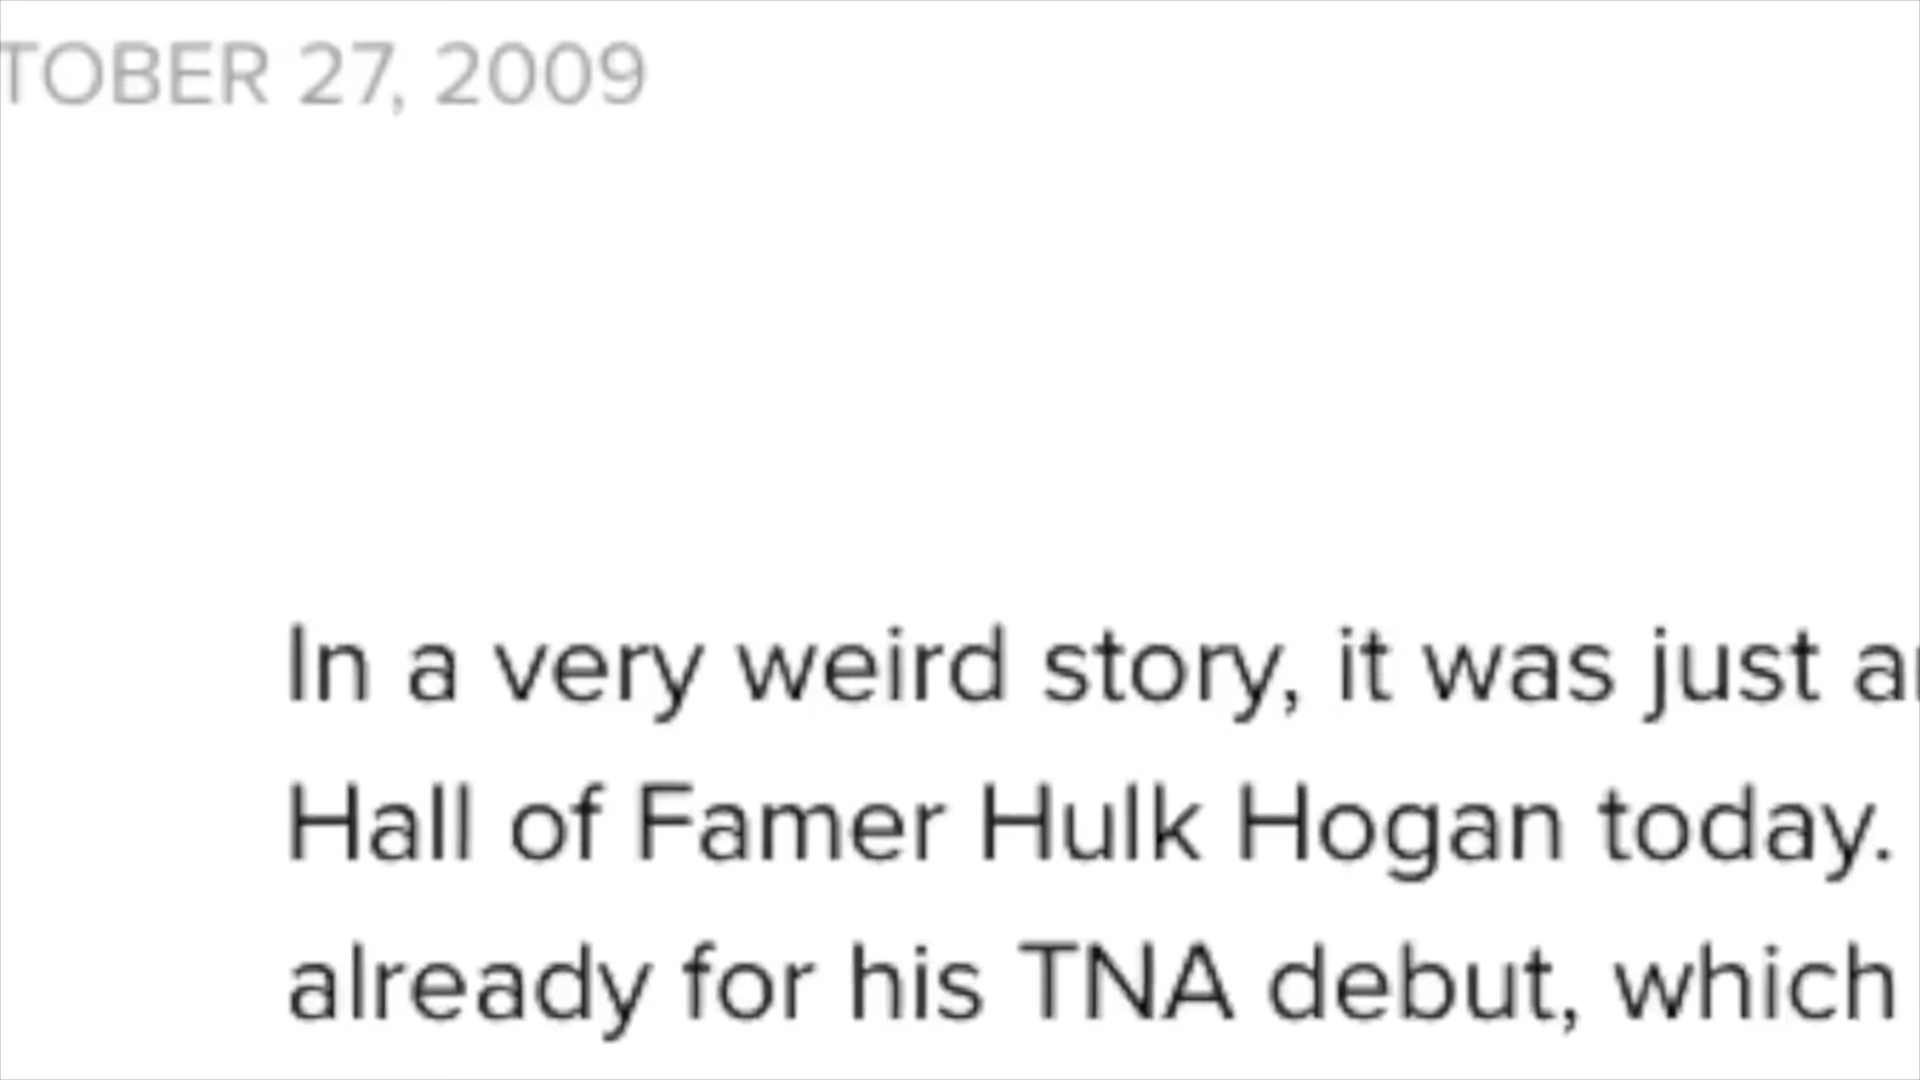 TOBER 27, 2009
In a very weird story, it was just
Hall of Famer Hulk Hogan today.
already for his TNA debut, which